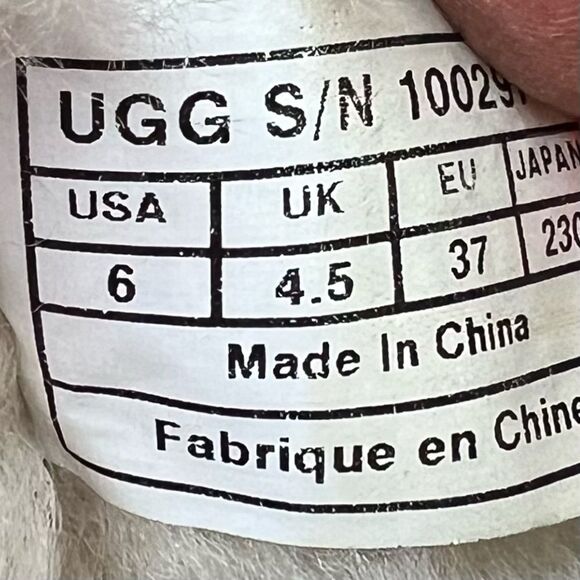 UGG S/N 10029
USA UK EU JAPAN
6 4.5 37 230
Made In China
Fabrique en Chine